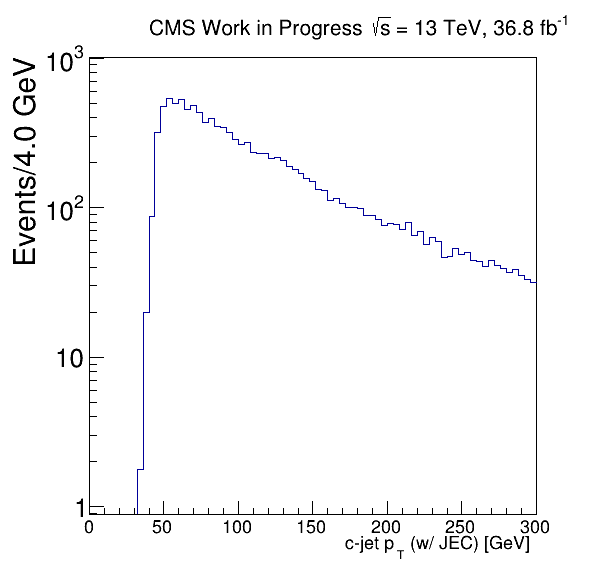 CMS Work in Progress √s = 13 TeV, 36.8 fb⁻¹
Events/4.0 GeV
10³
10²
10
1
0 50 100 150 200 250 300
c-jet p_T (w/ JEC) [GeV]